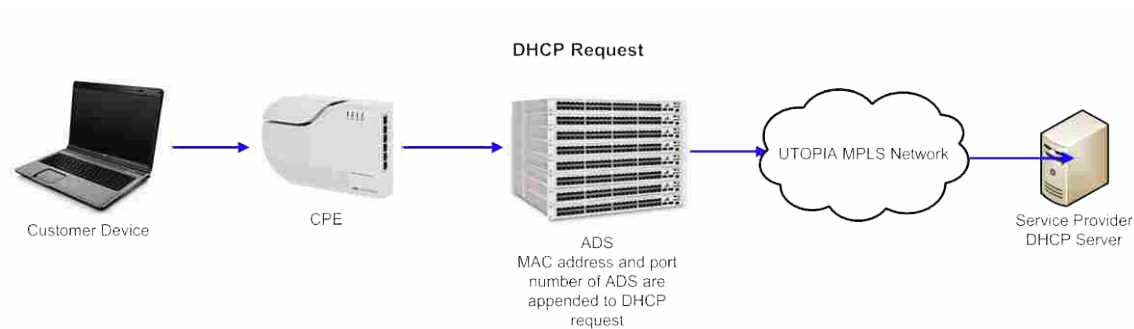 DHCP Request
UTOPIA MPLS Network
Customer Device
CPE
Service Provider
DHCP Server
ADS
MAC address and port
number of ADS are
appended to DHCP
request